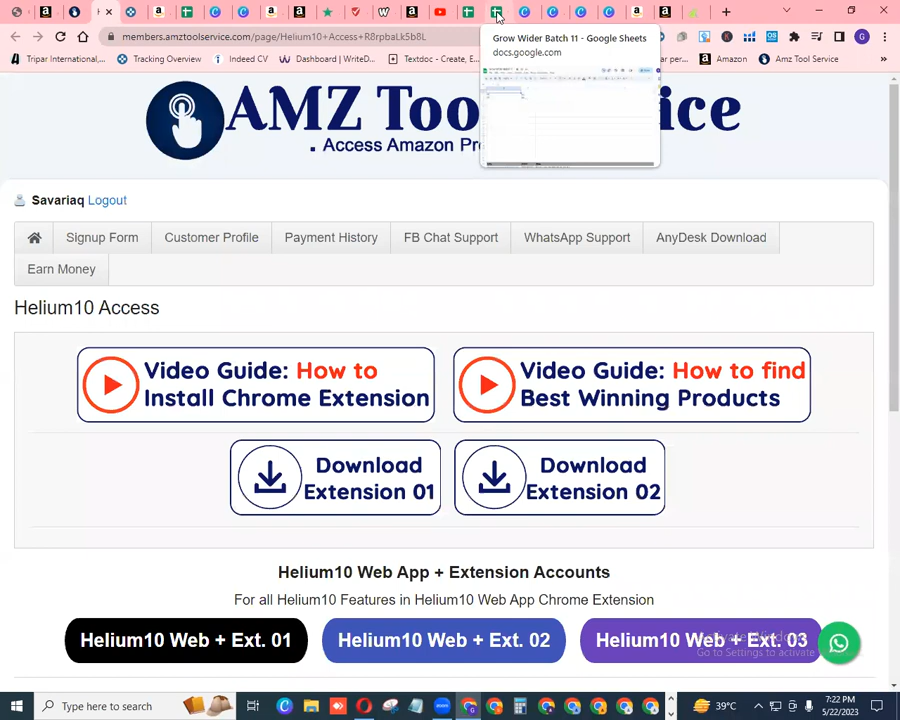 members.amztoolservice.com/page/Helium10+Access+R8rpbaLk5b8L
Tripar International,...
Tracking Overview
Indeed CV
Dashboard | Writd...
Textdoc - Create, E...
Amazon
Amz Tool Service
Grow Wider Batch 11 - Google Sheets
docs.google.com
AMZ Too
ice
. Access Amazon Pr
Savariaq Logout
Signup Form
Customer Profile
Payment History
FB Chat Support
WhatsApp Support
AnyDesk Download
Earn Money
Helium10 Access
Video Guide: How to
Install Chrome Extension
Video Guide: How to find
Best Winning Products
Download
Extension 01
Download
Extension 02
Helium10 Web App + Extension Accounts
For all Helium10 Features in Helium10 Web App Chrome Extension
Helium10 Web + Ext. 01
Helium10 Web + Ext. 02
Helium10 Web + Ext. 03
Activate Windows
Go to Settings to activate
Type here to search
39°C
7:22 PM
5/22/2023